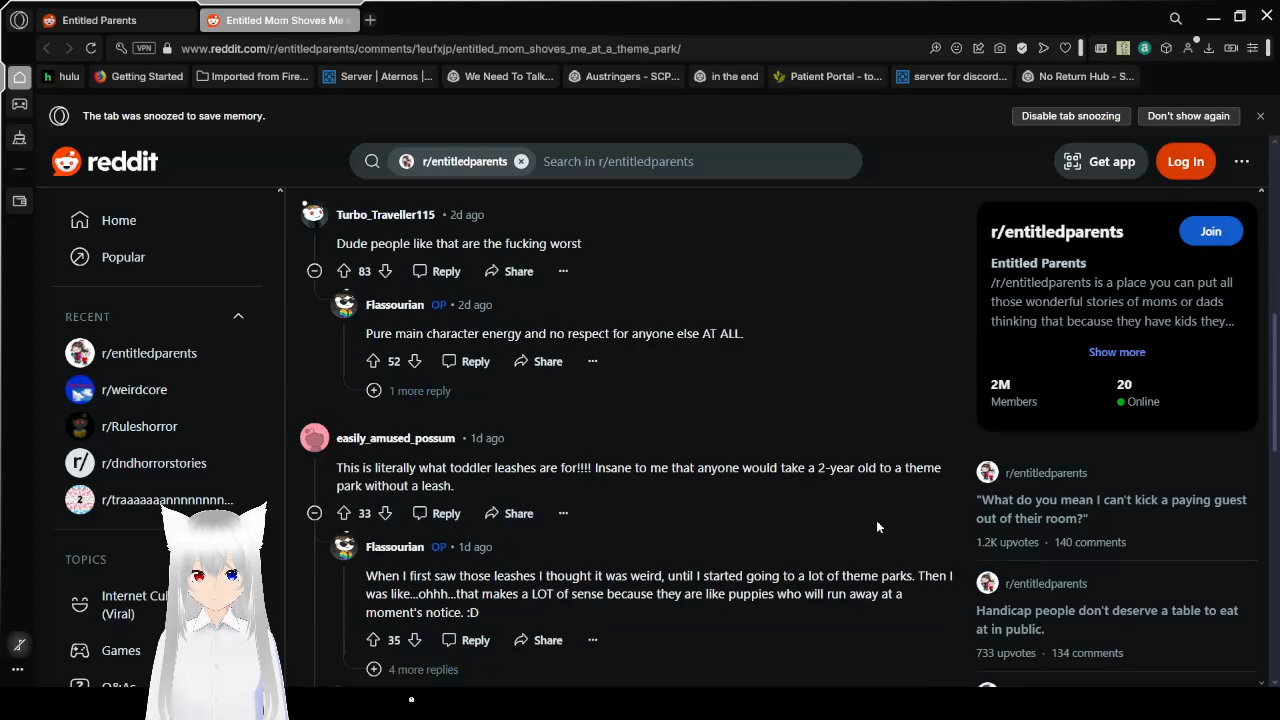 Entitled Parents
Entitled Mom Shoves Me
VPN
www.reddit.com/r/entitledparents/comments/1eufxjp/entitled_mom_shoves_me_at_a_theme_park/
hulu
Getting Started
Imported from Fire...
Server | Aternos |...
We Need To Talk...
Austringers - SCP...
in the end
Patient Portal - to...
server for discord...
No Return Hub - S...
The tab was snoozed to save memory.
Disable tab snoozing
Don't show again
reddit
r/entitledparents
Search in r/entitledparents
Get app
Log In
Home
Popular
RECENT
r/entitledparents
r/weirdcore
r/Ruleshorror
r/dndhorrorstories
r/traaaaaaannnnnnnn...
TOPICS
Internet Cul
(Viral)
Games
Q&As
Turbo_Traveller115 • 2d ago
Dude people like that are the fucking worst
83 Reply Share
Flassourian OP • 2d ago
Pure main character energy and no respect for anyone else AT ALL.
52 Reply Share
1 more reply
easily_amused_possum • 1d ago
This is literally what toddler leashes are for!!!! Insane to me that anyone would take a 2-year old to a theme
park without a leash.
33 Reply Share
Flassourian OP • 1d ago
When I first saw those leashes I thought it was weird, until I started going to a lot of theme parks. Then I
was like...ohhh...that makes a LOT of sense because they are like puppies who will run away at a
moment's notice. :D
35 Reply Share
4 more replies
r/entitledparents
Join
Entitled Parents
/r/entitledparents is a place you can put all
those wonderful stories of moms or dads
thinking that because they have kids they...
Show more
2M
Members
20
Online
r/entitledparents
"What do you mean I can't kick a paying guest
out of their room?"
1.2K upvotes • 140 comments
r/entitledparents
Handicap people don't deserve a table to eat
at in public.
733 upvotes • 134 comments